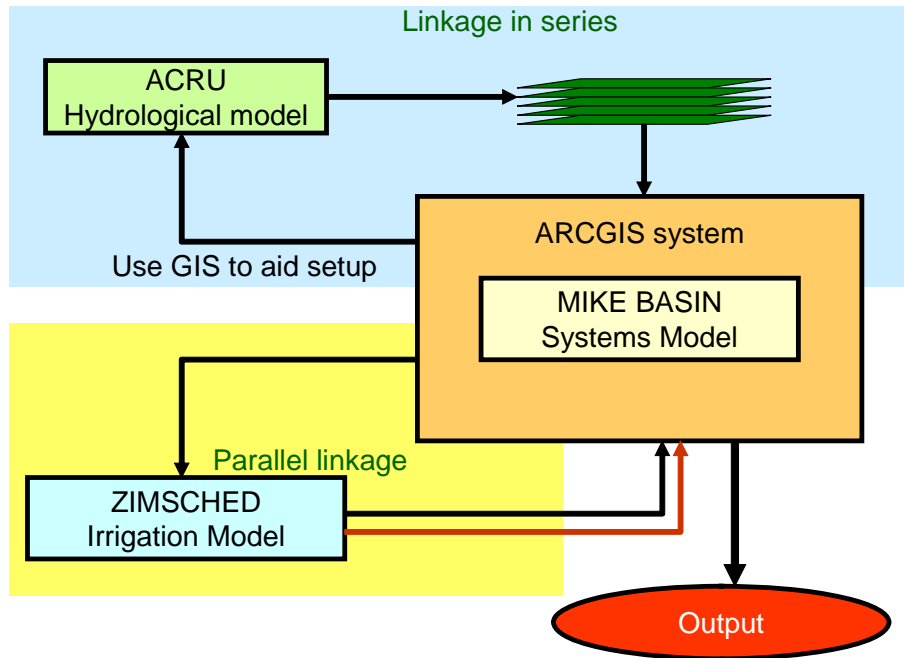 Linkage in series
ACRU
Hydrological model
ARCGIS system
Use GIS to aid setup
MIKE BASIN
Systems Model
Parallel linkage
ZIMSCHED
Irrigation Model
Output